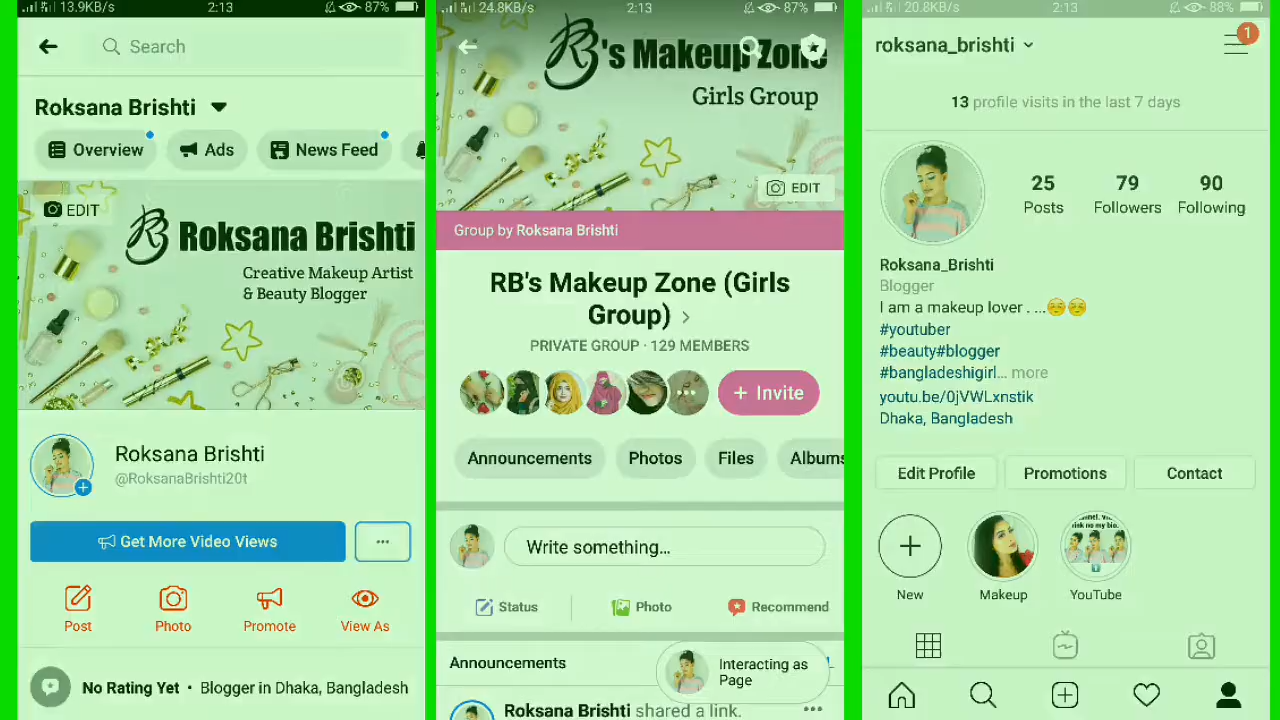 13.9KB/s 2:13 87%
Search
Roksana Brishti
Overview Ads News Feed
EDIT
RB Roksana Brishti
Creative Makeup Artist
& Beauty Blogger
Roksana Brishti
@RoksanaBrishti20t
Get More Video Views
Post Photo Promote View As
No Rating Yet • Blogger in Dhaka, Bangladesh
24.8KB/s 2:13 87%
RB's Makeup Zone
Girls Group
EDIT
Group by Roksana Brishti
RB's Makeup Zone (Girls
Group)
PRIVATE GROUP · 129 MEMBERS
+ Invite
Announcements Photos Files Albums
Write something...
Status Photo Recommend
Announcements
Interacting as
Page
Roksana Brishti shared a link.
20.8KB/s 2:13 88%
roksana_brishti 1
13 profile visits in the last 7 days
25 79 90
Posts Followers Following
Roksana_Brishti
Blogger
I am a makeup lover . ...😁😁
#youtuber
#beauty#blogger
#bangladeshigirl... more
youtu.be/0jVWLxnstik
Dhaka, Bangladesh
Edit Profile Promotions Contact
New Makeup YouTube